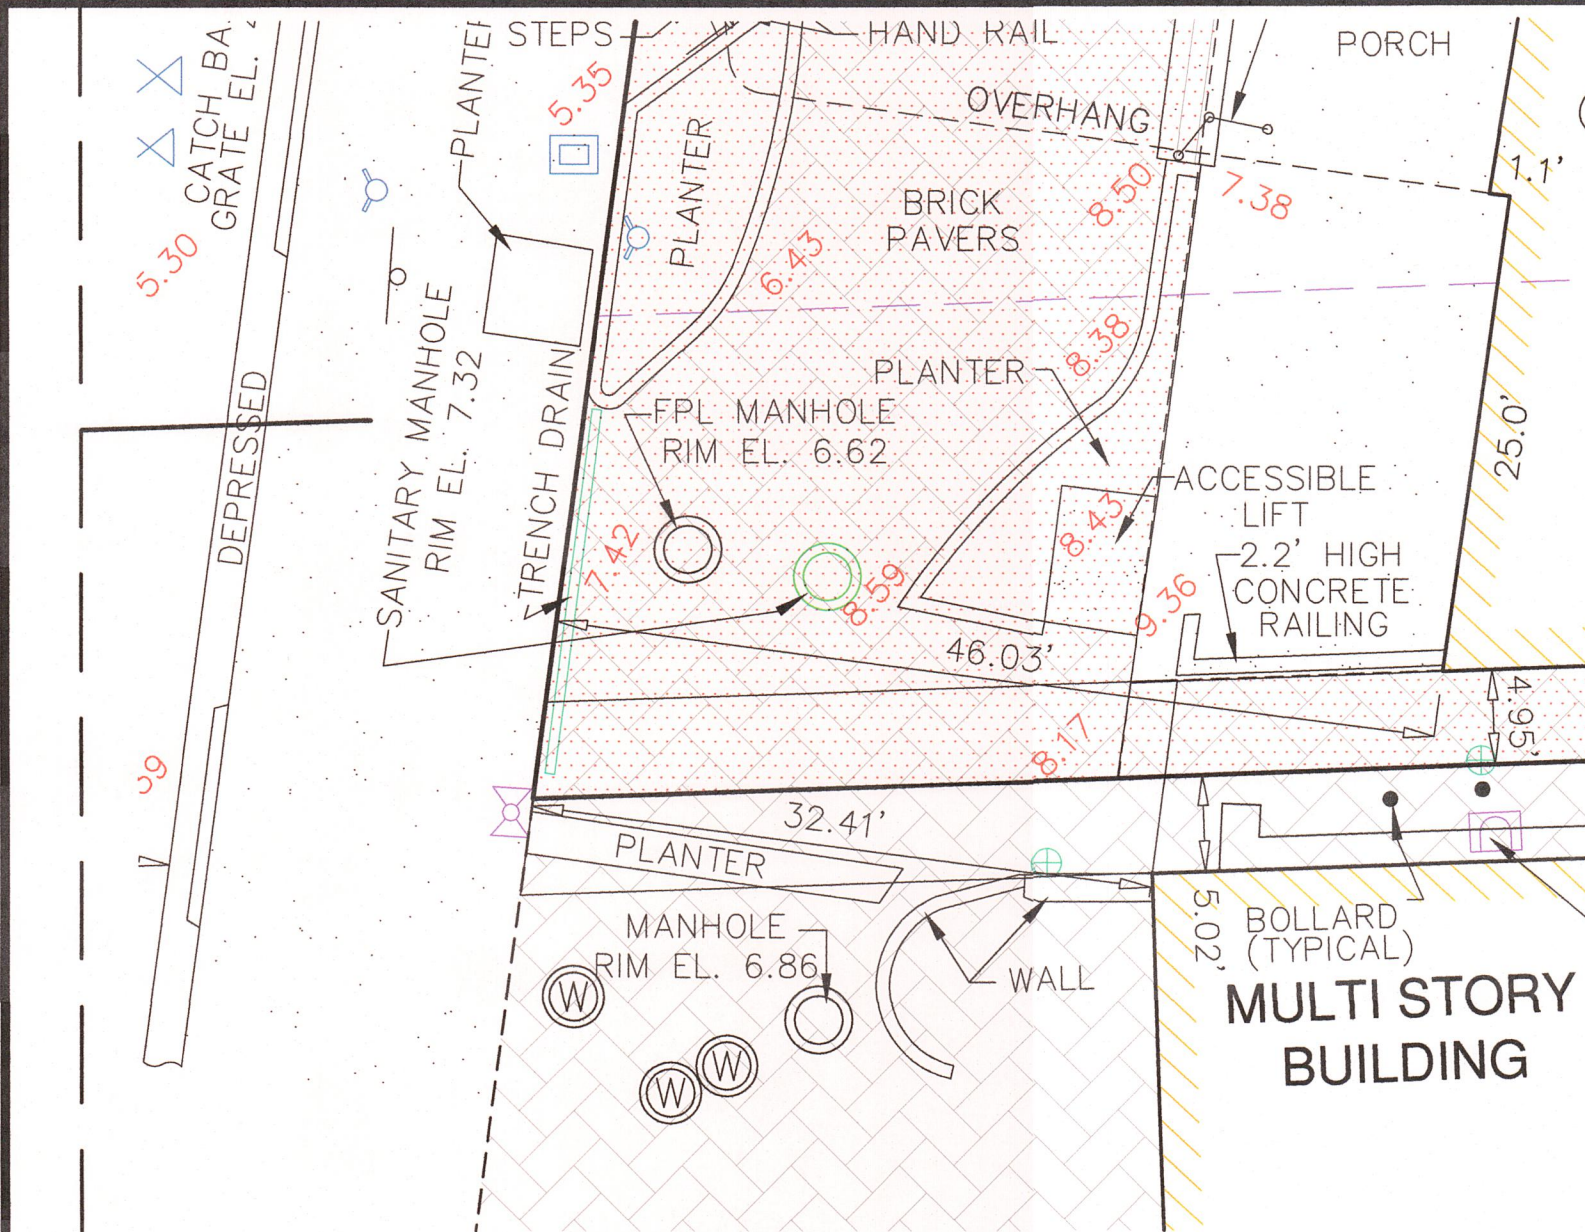 STEPS
HAND RAIL
PORCH
CATCH BA
GRATE EL.
PLANTER
5.35
OVERHANG
PLANTER
1.1'
BRICK
PAVERS
8.50
7.38
5.30
6.43
SANITARY MANHOLE
RIM EL. 7.32
8.38
PLANTER
DEPRESSED
TRENCH DRAIN
FPL MANHOLE
RIM EL. 6.62
25.0'
ACCESSIBLE
LIFT
8.43
7.42
8.59
2.2' HIGH
CONCRETE
RAILING
9.36
46.03'
4.95'
8.17
32.41'
PLANTER
5.02'
BOLLARD
(TYPICAL)
MANHOLE
RIM EL. 6.86
WALL
W
W
W
MULTI STORY
BUILDING